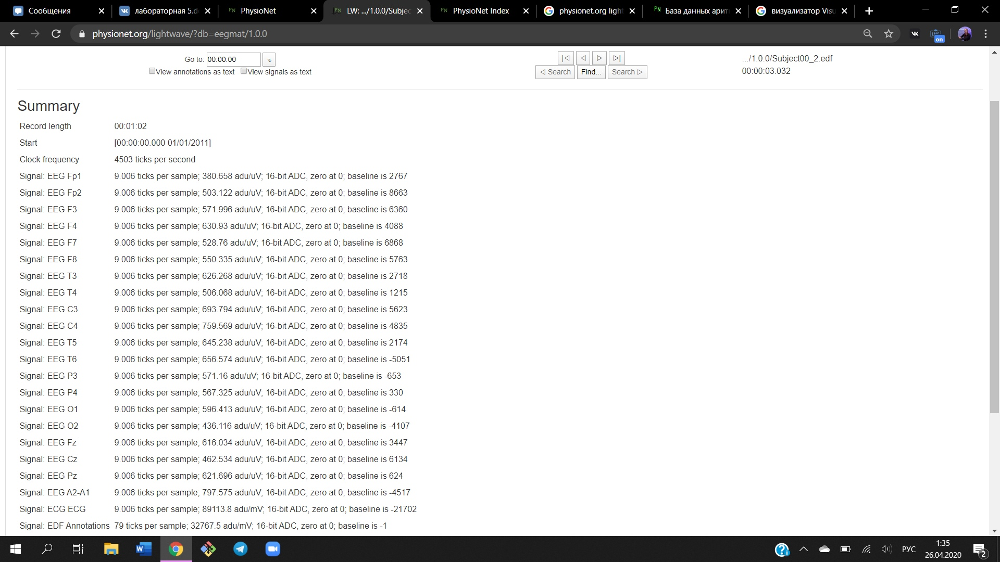 Сообщения
лабораторная 5.d
PhysioNet
LW: .../1.0.0/Subjec
PhysioNet Index
physionet.org light
База данных арит
визуализатор Visu
physionet.org/lightwave/?db=eegmat/1.0.0
on
Go to: 00:00:00
View annotations as text View signals as text
◁ Search Find... Search ▷
.../1.0.0/Subject00_2.edf
00:00:03.032
Summary
Record length 00:01:02
Start [00:00:00.000 01/01/2011]
Clock frequency 4503 ticks per second
Signal: EEG Fp1 9.006 ticks per sample; 380.658 adu/uV; 16-bit ADC, zero at 0; baseline is 2767
Signal: EEG Fp2 9.006 ticks per sample; 503.122 adu/uV; 16-bit ADC, zero at 0; baseline is 8663
Signal: EEG F3 9.006 ticks per sample; 571.996 adu/uV; 16-bit ADC, zero at 0; baseline is 6360
Signal: EEG F4 9.006 ticks per sample; 630.93 adu/uV; 16-bit ADC, zero at 0; baseline is 4088
Signal: EEG F7 9.006 ticks per sample; 528.76 adu/uV; 16-bit ADC, zero at 0; baseline is 6868
Signal: EEG F8 9.006 ticks per sample; 550.335 adu/uV; 16-bit ADC, zero at 0; baseline is 5763
Signal: EEG T3 9.006 ticks per sample; 626.268 adu/uV; 16-bit ADC, zero at 0; baseline is 2718
Signal: EEG T4 9.006 ticks per sample; 506.068 adu/uV; 16-bit ADC, zero at 0; baseline is 1215
Signal: EEG C3 9.006 ticks per sample; 693.794 adu/uV; 16-bit ADC, zero at 0; baseline is 5623
Signal: EEG C4 9.006 ticks per sample; 759.569 adu/uV; 16-bit ADC, zero at 0; baseline is 4835
Signal: EEG T5 9.006 ticks per sample; 645.238 adu/uV; 16-bit ADC, zero at 0; baseline is 2174
Signal: EEG T6 9.006 ticks per sample; 656.574 adu/uV; 16-bit ADC, zero at 0; baseline is -5051
Signal: EEG P3 9.006 ticks per sample; 571.16 adu/uV; 16-bit ADC, zero at 0; baseline is -653
Signal: EEG P4 9.006 ticks per sample; 567.325 adu/uV; 16-bit ADC, zero at 0; baseline is 330
Signal: EEG O1 9.006 ticks per sample; 596.413 adu/uV; 16-bit ADC, zero at 0; baseline is -614
Signal: EEG O2 9.006 ticks per sample; 436.116 adu/uV; 16-bit ADC, zero at 0; baseline is -4107
Signal: EEG Fz 9.006 ticks per sample; 616.034 adu/uV; 16-bit ADC, zero at 0; baseline is 3447
Signal: EEG Cz 9.006 ticks per sample; 462.534 adu/uV; 16-bit ADC, zero at 0; baseline is 6134
Signal: EEG Pz 9.006 ticks per sample; 621.696 adu/uV; 16-bit ADC, zero at 0; baseline is 624
Signal: EEG A2-A1 9.006 ticks per sample; 797.575 adu/uV; 16-bit ADC, zero at 0; baseline is -4517
Signal: ECG ECG 9.006 ticks per sample; 89113.8 adu/mV; 16-bit ADC, zero at 0; baseline is -21702
Signal: EDF Annotations 79 ticks per sample; 32767.5 adu/mV; 16-bit ADC, zero at 0; baseline is -1
РУС
1:35
26.04.2020
2